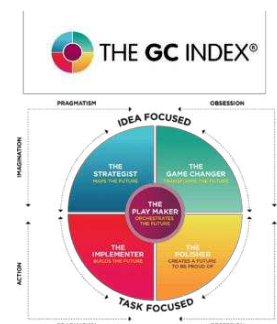 THE GC INDEX®
PRAGMATISM
OBSESSION
IDEA FOCUSED
IMAGINATION
THE
STRATEGIST
MAPS THE FUTURE
THE
GAME CHANGER
TRANSFORMS THE FUTURE
THE
PLAY MAKER
ORCHESTRATES
THE FUTURE
THE
IMPLEMENTER
BUILDS THE FUTURE
THE
POLISHER
CREATES A FUTURE
TO BE PROUD OF
ACTION
TASK FOCUSED